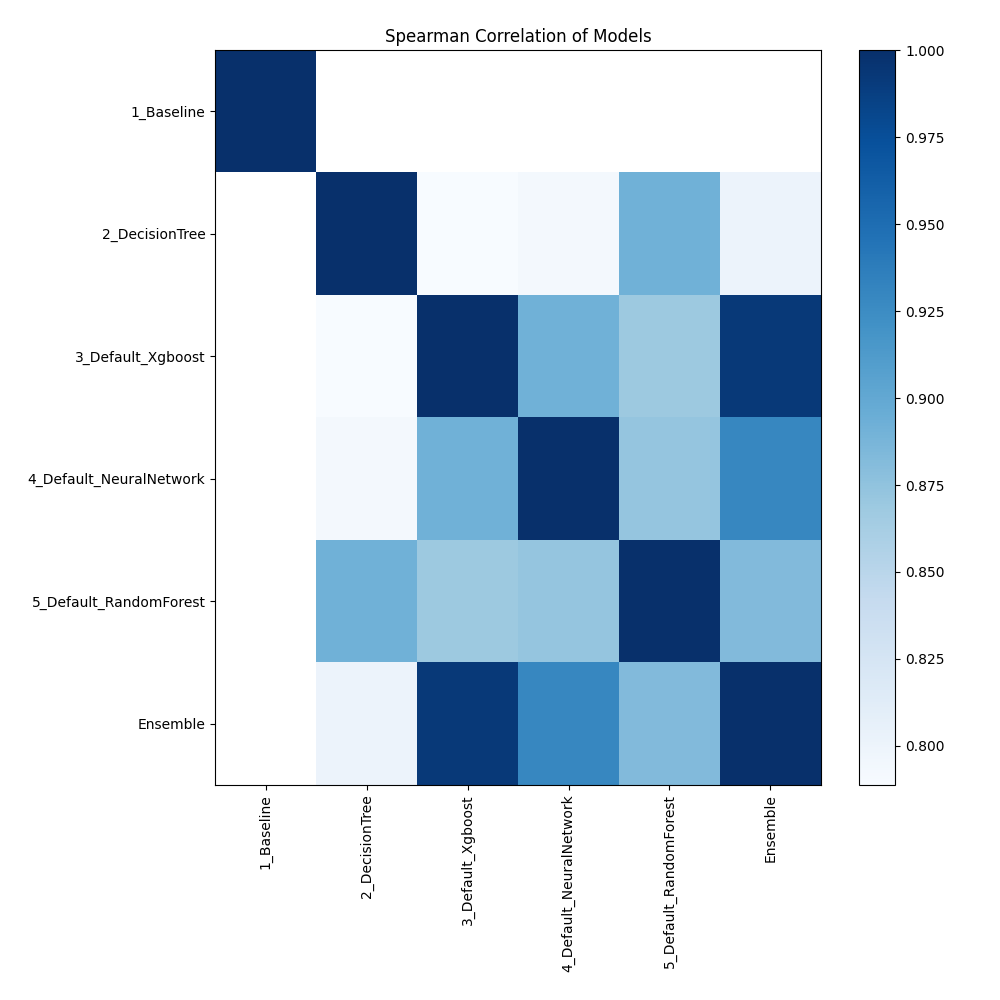 Spearman Correlation of Models
1_Baseline
2_DecisionTree
3_Default_Xgboost
4_Default_NeuralNetwork
5_Default_RandomForest
Ensemble
1_Baseline
2_DecisionTree
3_Default_Xgboost
4_Default_NeuralNetwork
5_Default_RandomForest
Ensemble
1.000
0.975
0.950
0.925
0.900
0.875
0.850
0.825
0.800